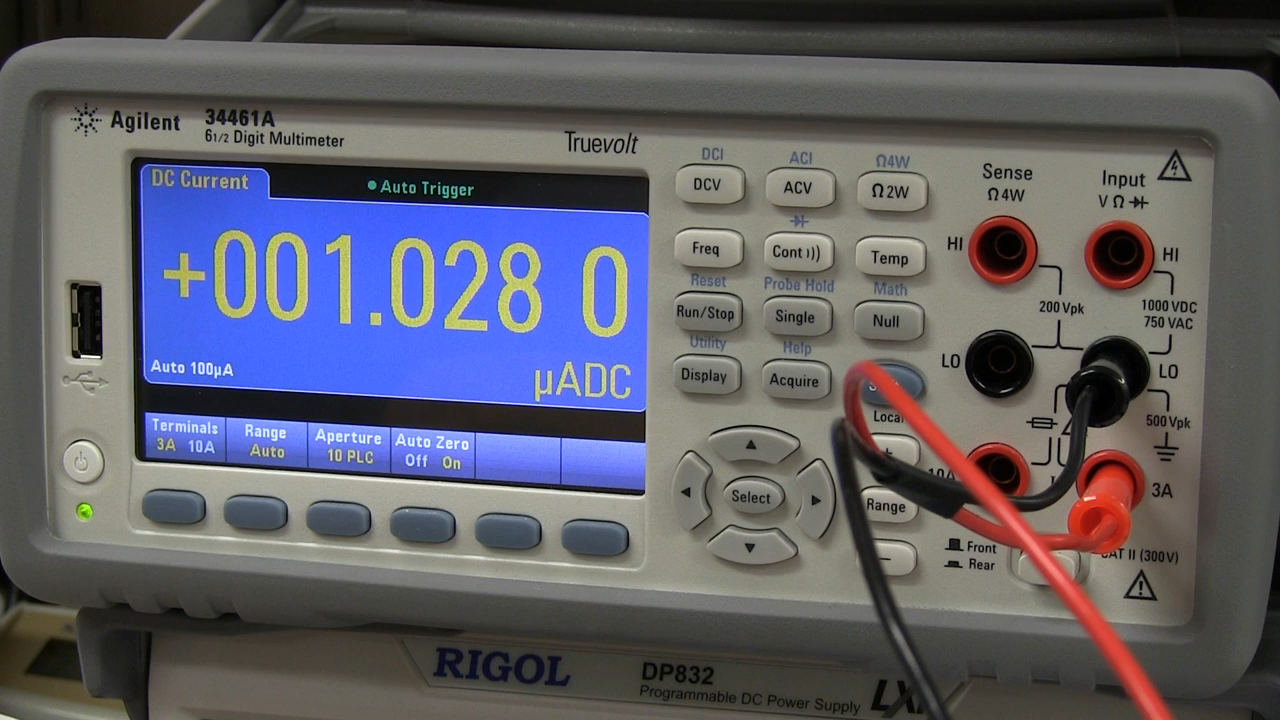 Agilent 34461A
6 1/2 Digit Multimeter
Truevolt
DC Current
Auto Trigger
+001.028 0
Auto 100µA
µADC
Terminals
3A 10A
Range
Auto
Aperture
10 PLC
Auto Zero
Off On
DCI ACI Ω4W
DCV ACV Ω2W
Freq Cont Temp
Reset Probe Hold Math
Run/Stop Single Null
Utility Help
Display Acquire
Local
+
Select
Range
−
Sense
Ω 4W
Input
V Ω
HI HI
200 Vpk
1000 VDC
750 VAC
LO LO
500 Vpk
3A
Front
Rear
CAT II (300V)
RIGOL DP832
Programmable DC Power Supply